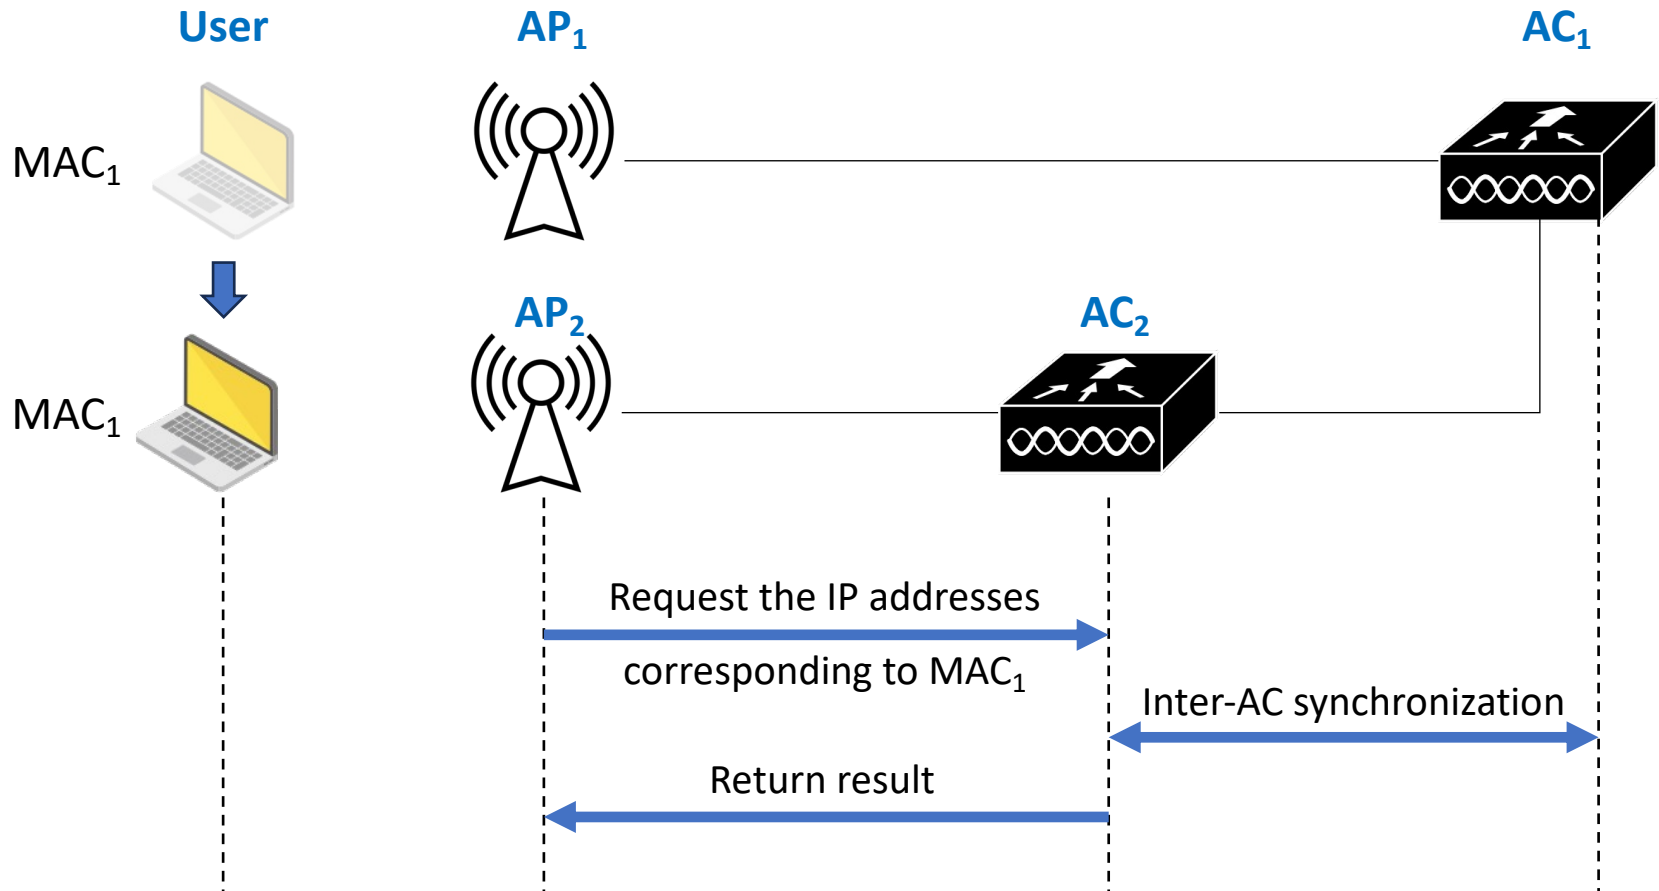 User
AP₁
AC₁
MAC₁
AP₂
AC₂
MAC₁
Request the IP addresses
corresponding to MAC₁
Inter-AC synchronization
Return result